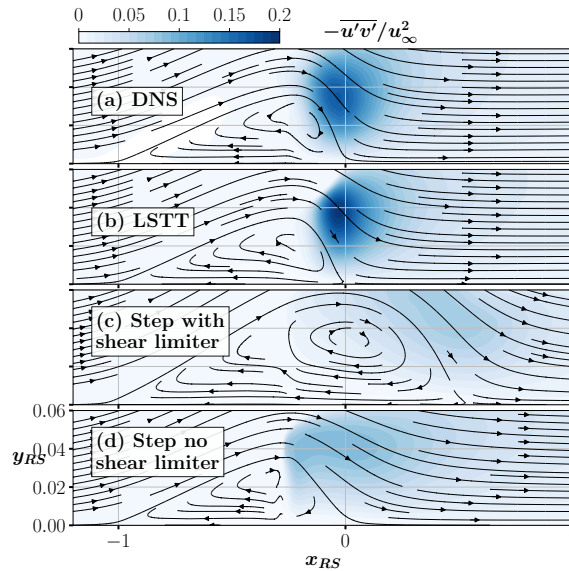 0 0.05 0.1 0.15 0.2
−u′v′/u²∞
(a) DNS
(b) LSTT
(c) Step with
shear limiter
(d) Step no
shear limiter
0.06
0.04
0.02
0.00
y_RS
−1 0
x_RS